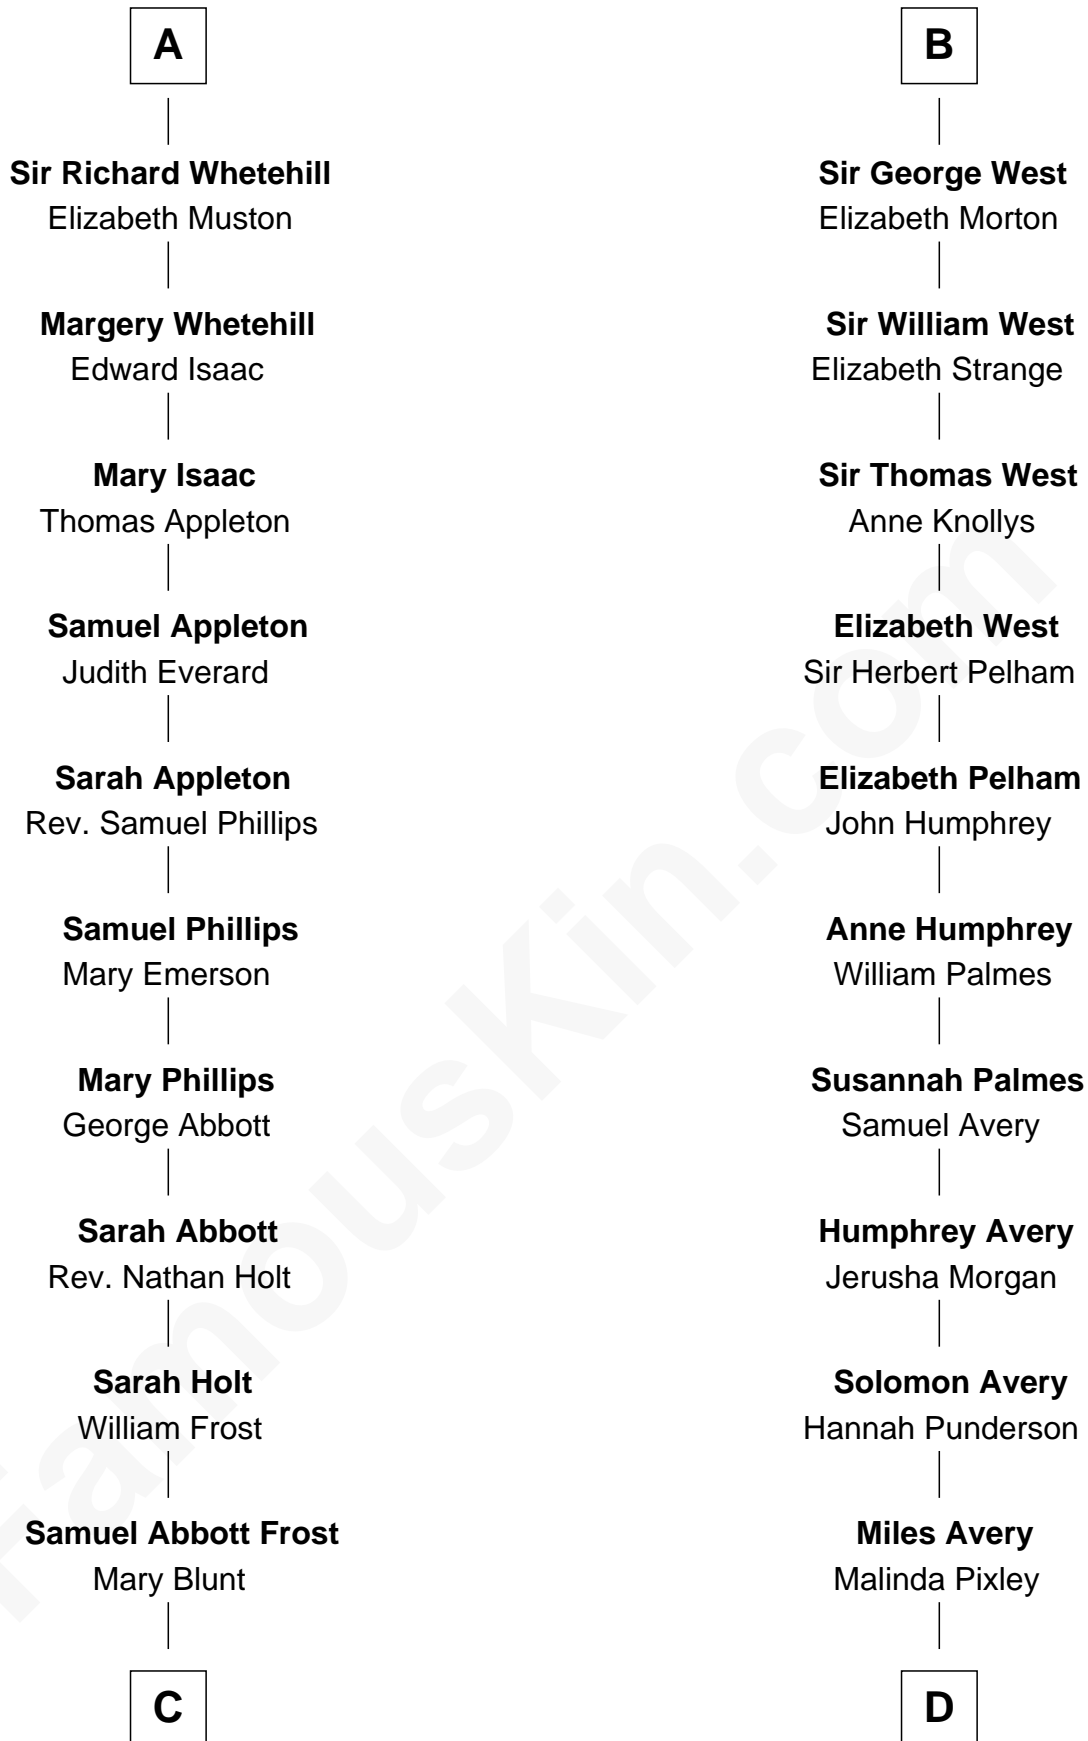 A
Sir Richard Whetehill
Elizabeth Muston
Margery Whetehill
Edward Isaac
Mary Isaac
Thomas Appleton
Samuel Appleton
Judith Everard
Sarah Appleton
Rev. Samuel Phillips
Samuel Phillips
Mary Emerson
Mary Phillips
George Abbott
Sarah Abbott
Rev. Nathan Holt
Sarah Holt
William Frost
Samuel Abbott Frost
Mary Blunt
C
B
Sir George West
Elizabeth Morton
Sir William West
Elizabeth Strange
Sir Thomas West
Anne Knollys
Elizabeth West
Sir Herbert Pelham
Elizabeth Pelham
John Humphrey
Anne Humphrey
William Palmes
Susannah Palmes
Samuel Avery
Humphrey Avery
Jerusha Morgan
Solomon Avery
Hannah Punderson
Miles Avery
Malinda Pixley
D
FamousKin.com